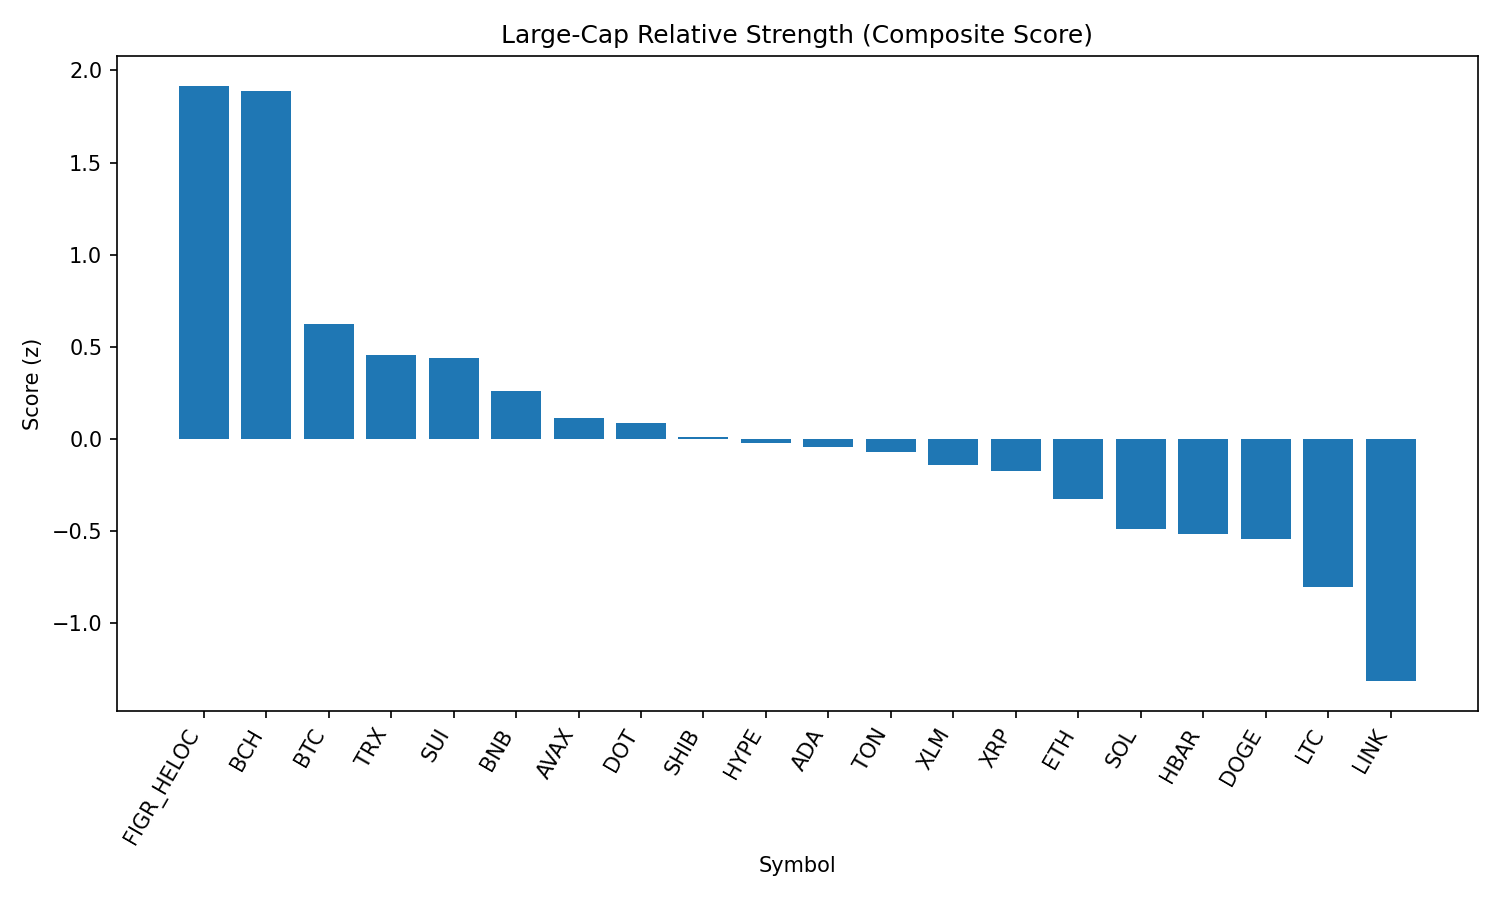 Large-Cap Relative Strength (Composite Score)
2.0
1.5
1.0
0.5
0.0
−0.5
−1.0
Score (z)
FIGR_HELOC
BCH
BTC
TRX
SUI
BNB
AVAX
DOT
SHIB
HYPE
ADA
TON
XLM
XRP
ETH
SOL
HBAR
DOGE
LTC
LINK
Symbol